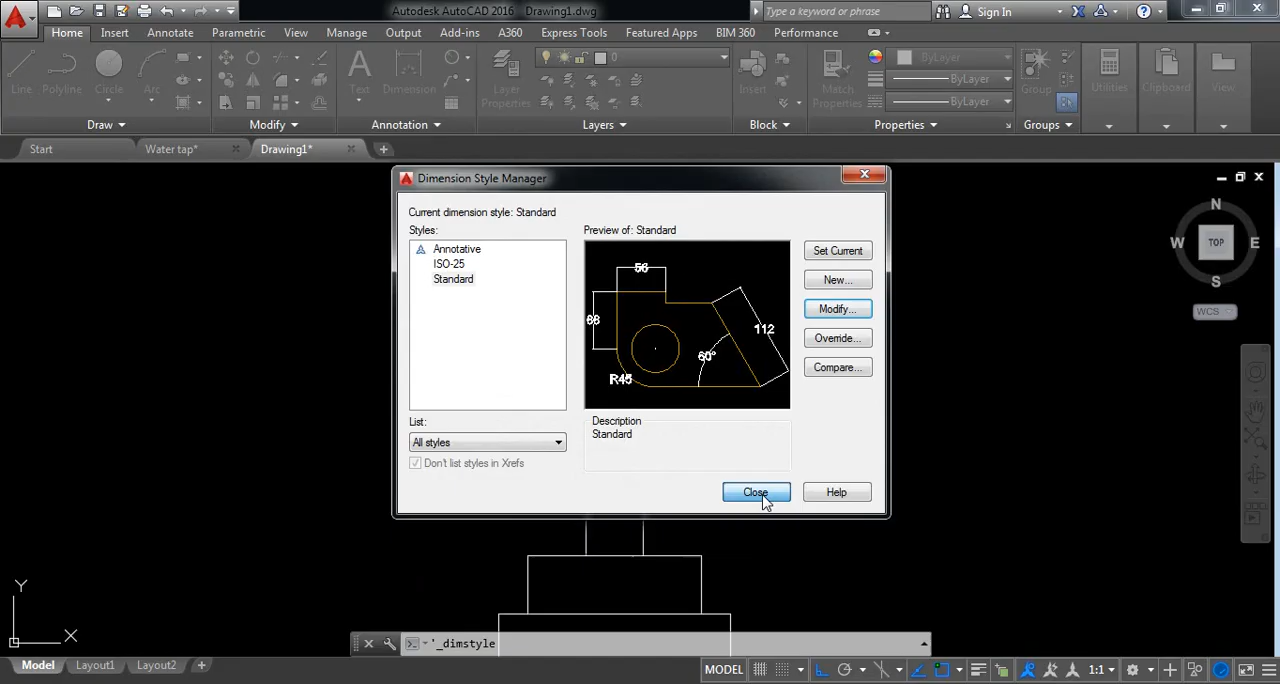 Autodesk AutoCAD 2016 Drawing1.dwg
Type a keyword or phrase
Sign In
Home Insert Annotate Parametric View Manage Output Add-ins A360 Express Tools Featured Apps BIM 360 Performance
Line Polyline Circle Arc
Text Dimension
Layer Properties
0
Insert
Match Properties
ByLayer
ByLayer
ByLayer
Group
Utilities
Clipboard
View
Draw Modify Annotation Layers Block Properties Groups
Start Water tap* Drawing1*
Dimension Style Manager
Current dimension style: Standard
Styles:
Annotative
ISO-25
Standard
Preview of: Standard
56
112
60°
R45
Set Current
New...
Modify...
Override...
Compare...
Description
Standard
List:
All styles
Don't list styles in Xrefs
Close
Help
N
W TOP E
S
WCS
Y
X
'_dimstyle
Model Layout1 Layout2
MODEL
1:1